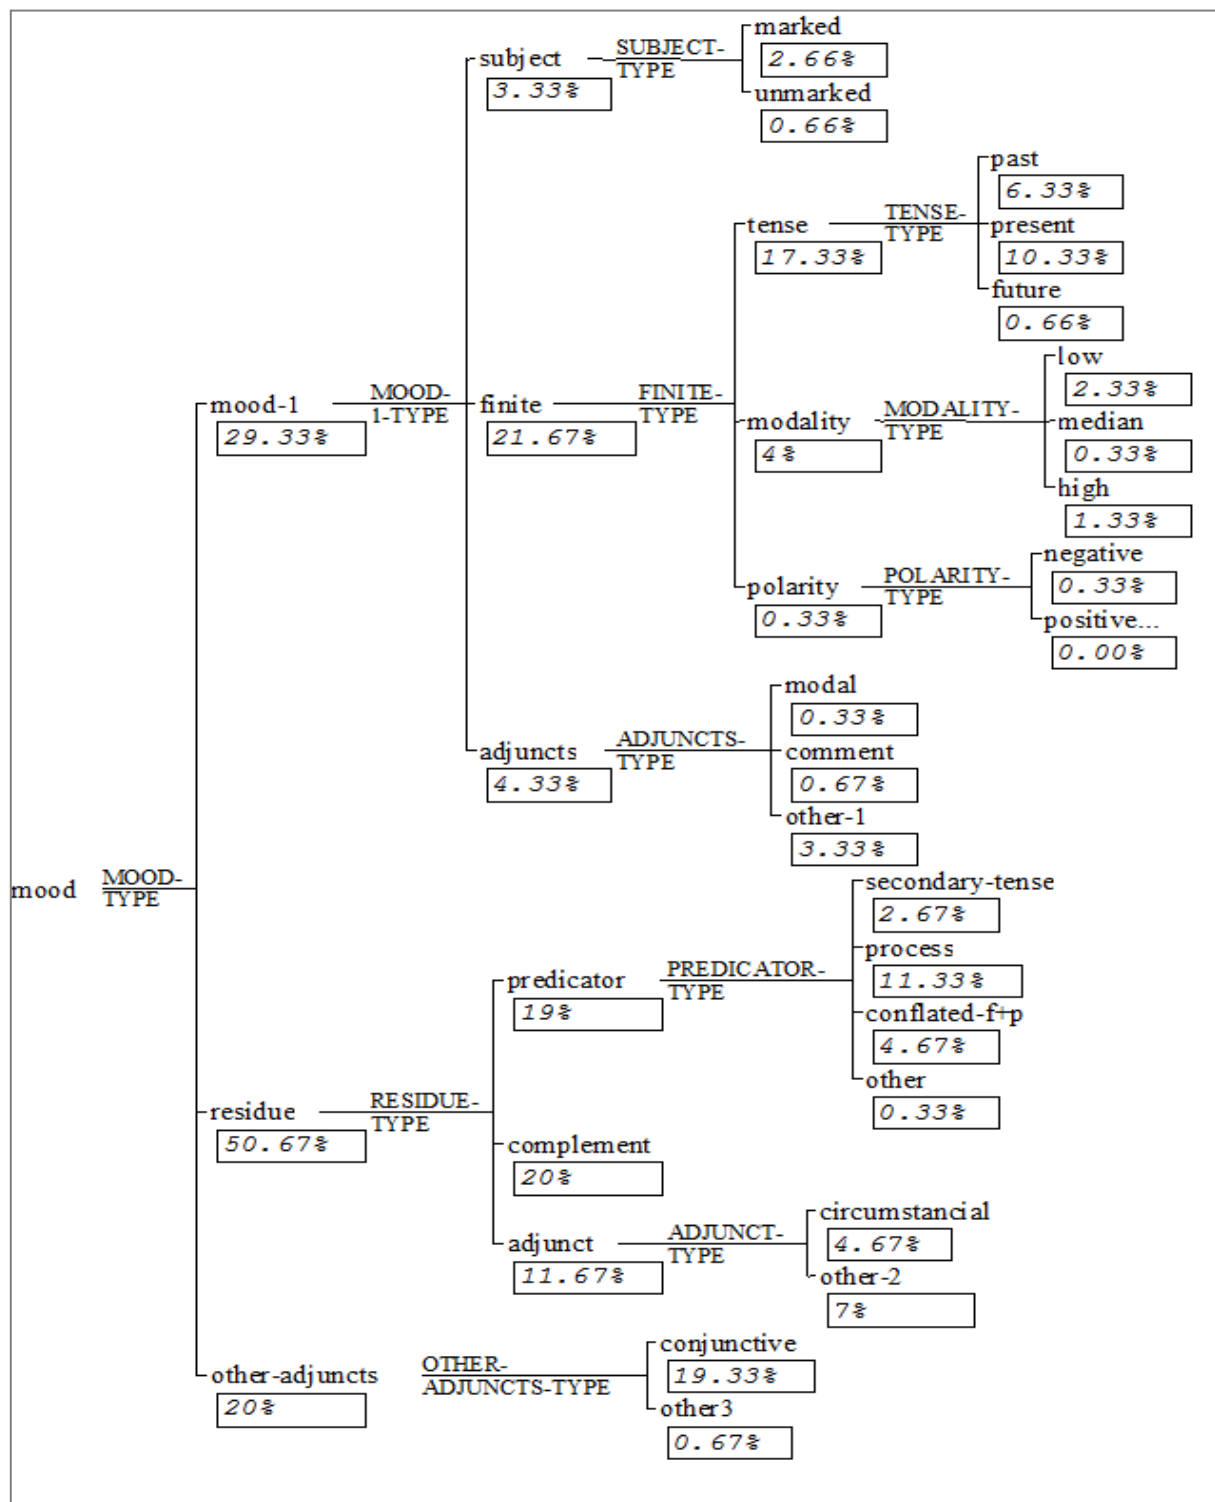 marked
subject
SUBJECT-
TYPE
2.66%
3.33%
unmarked
0.66%
past
6.33%
tense
TENSE-
TYPE
present
17.33%
10.33%
future
0.66%
low
2.33%
mood-1
MOOD-
1-TYPE
finite
FINITE-
TYPE
29.33%
21.67%
modality
MODALITY-
TYPE
median
4%
0.33%
high
1.33%
negative
polarity
POLARITY-
TYPE
0.33%
0.33%
positive...
0.00%
modal
0.33%
adjuncts
ADJUNCTS-
TYPE
comment
4.33%
0.67%
other-1
3.33%
mood
MOOD-
TYPE
secondary-tense
2.67%
predicator
PREDICATOR-
TYPE
process
19%
11.33%
conflated-f+p
4.67%
other
0.33%
residue
RESIDUE-
TYPE
50.67%
complement
20%
circumstancial
adjunct
ADJUNCT-
TYPE
4.67%
11.67%
other-2
7%
conjunctive
other-adjuncts
OTHER-
ADJUNCTS-TYPE
19.33%
20%
other3
0.67%